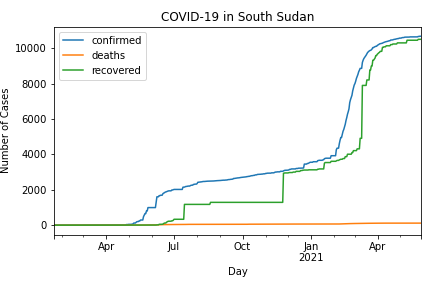 COVID-19 in South Sudan
confirmed
deaths
recovered
Number of Cases
10000
8000
6000
4000
2000
0
Apr Jul Oct Jan Apr
2021
Day